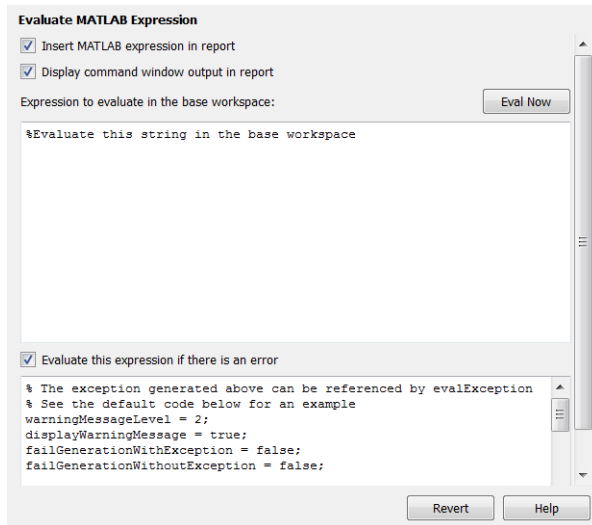 Evaluate MATLAB Expression
Insert MATLAB expression in report
Display command window output in report
Expression to evaluate in the base workspace:
Eval Now
%Evaluate this string in the base workspace
Evaluate this expression if there is an error
% The exception generated above can be referenced by evalException
% See the default code below for an example
warningMessageLevel = 2;
displayWarningMessage = true;
failGenerationWithException = false;
failGenerationWithoutException = false;
Revert
Help